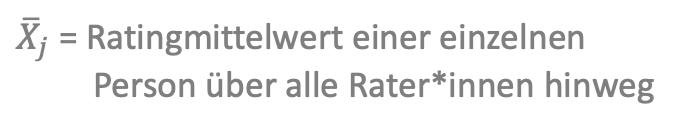 X̄ⱼ = Ratingmittelwert einer einzelnen
Person über alle Rater*innen hinweg